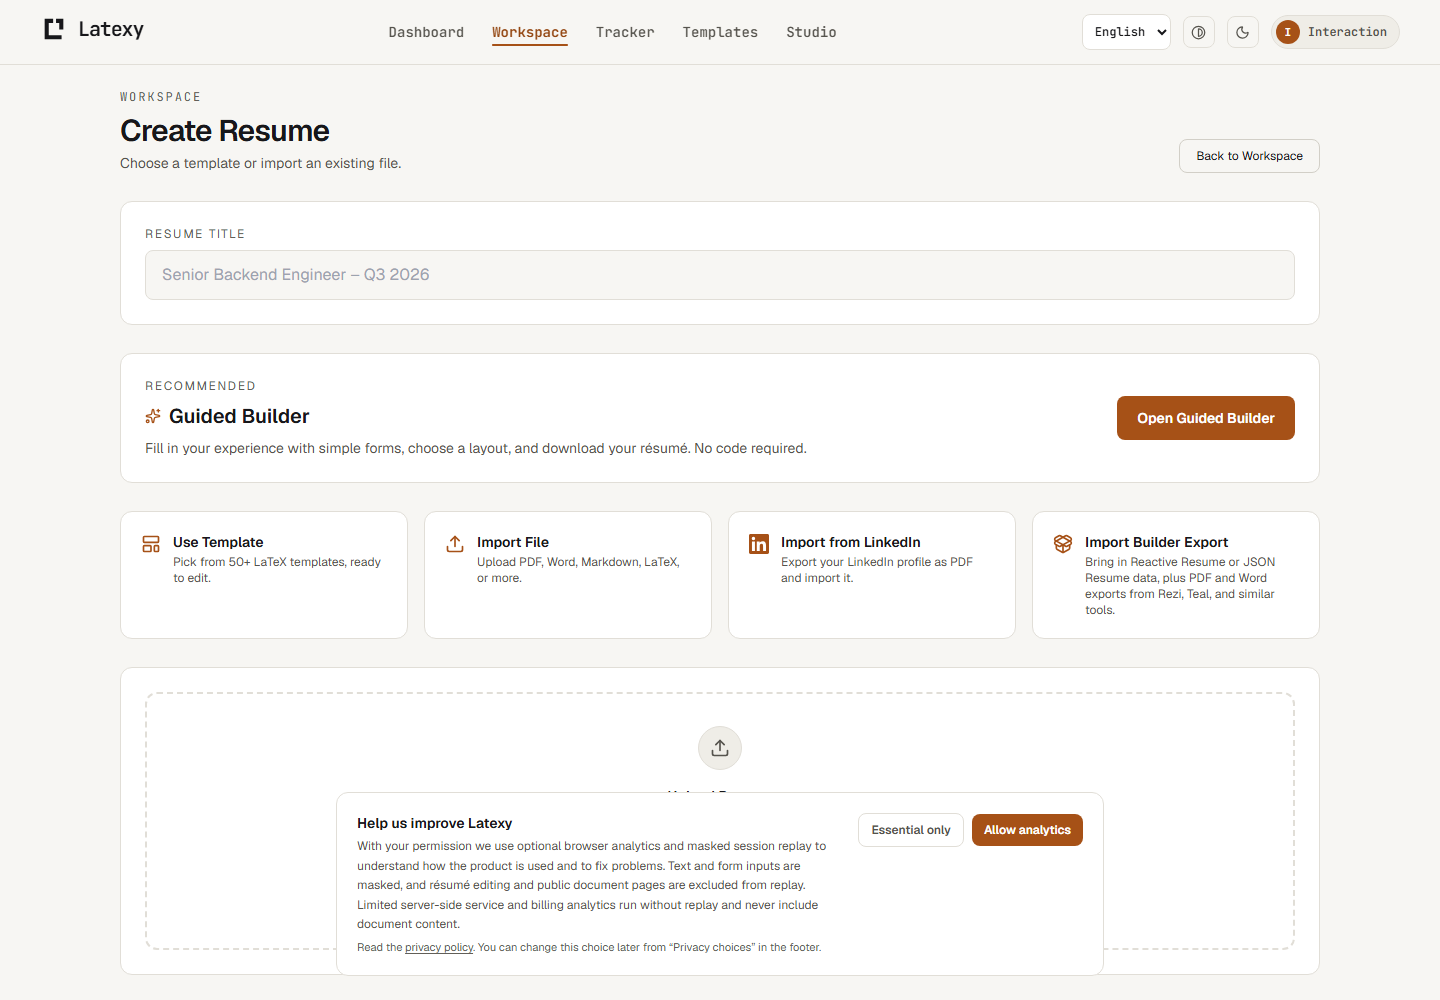 Latexy
Dashboard
Workspace
Tracker
Templates
Studio
English
I
Interaction
WORKSPACE
Create Resume
Choose a template or import an existing file.
Back to Workspace
RESUME TITLE
Senior Backend Engineer – Q3 2026
RECOMMENDED
Guided Builder
Fill in your experience with simple forms, choose a layout, and download your résumé. No code required.
Open Guided Builder
Use Template
Pick from 50+ LaTeX templates, ready
to edit.
Import File
Upload PDF, Word, Markdown, LaTeX,
or more.
Import from LinkedIn
Export your LinkedIn profile as PDF
and import it.
Import Builder Export
Bring in Reactive Resume or JSON
Resume data, plus PDF and Word
exports from Rezi, Teal, and similar
tools.
Help us improve Latexy
With your permission we use optional browser analytics and masked session replay to
understand how the product is used and to fix problems. Text and form inputs are
masked, and résumé editing and public document pages are excluded from replay.
Limited server-side service and billing analytics run without replay and never include
document content.
Read the privacy policy. You can change this choice later from “Privacy choices” in the footer.
Essential only
Allow analytics